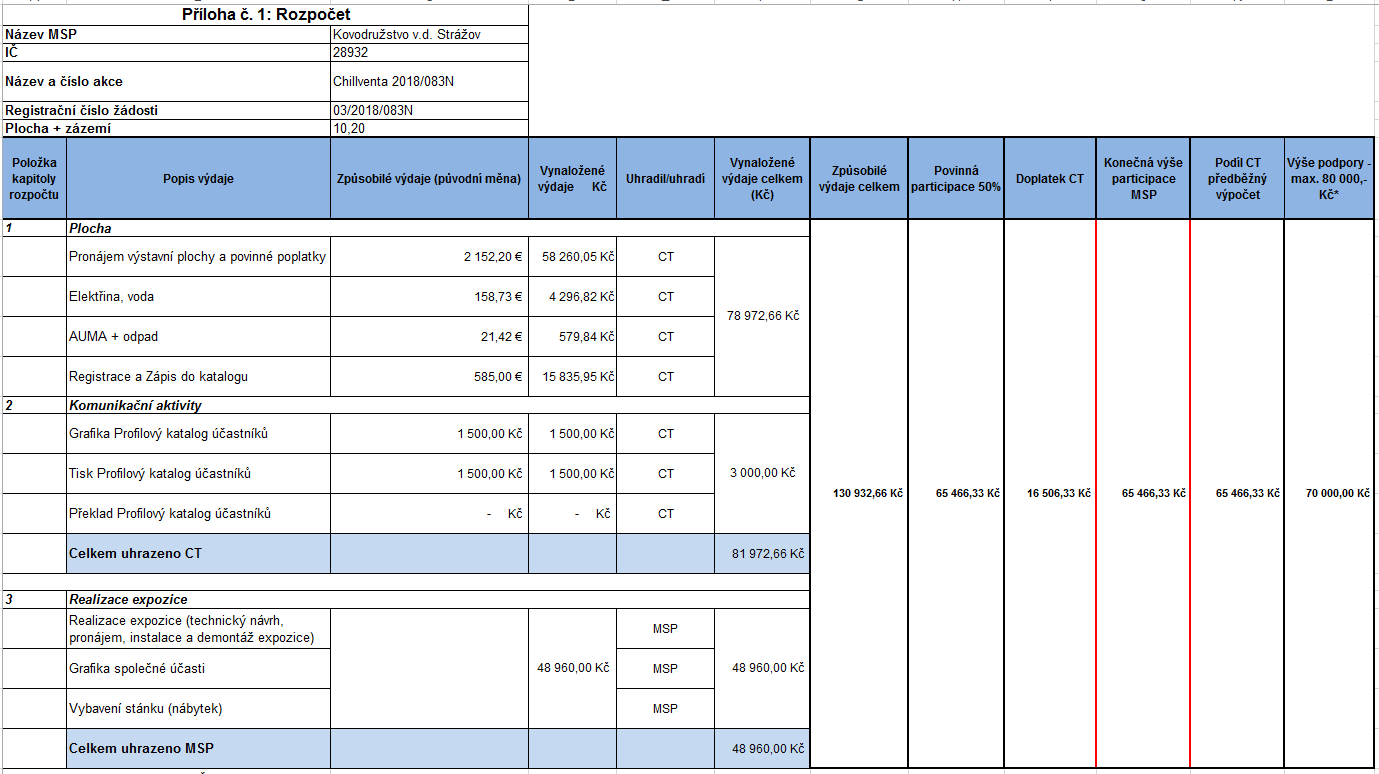 Příloha č. 1: Rozpočet
Název MSP Kovodružstvo v.d. Strážov
IČ 28932
Název a číslo akce Chillventa 2018/083N
Registrační číslo žádosti 03/2018/083N
Plocha + zázemí 10,20
Položka kapitoly rozpočtu Popis výdaje Způsobilé výdaje (původní měna) Vynaložené výdaje Kč Uhradil/uhradí Vynaložené výdaje celkem (Kč) Způsobilé výdaje celkem Povinná participace 50% Doplatek CT Konečná výše participace MSP Podíl CT předběžný výpočet Výše podpory - max. 80 000,- Kč*
1 Plocha
Pronájem výstavní plochy a povinné poplatky 2 152,20 € 58 260,05 Kč CT
Elektřina, voda 158,73 € 4 296,82 Kč CT
78 972,66 Kč
AUMA + odpad 21,42 € 579,84 Kč CT
Registrace a Zápis do katalogu 585,00 € 15 835,95 Kč CT
2 Komunikační aktivity
Grafika Profilový katalog účastníků 1 500,00 Kč 1 500,00 Kč CT
Tisk Profilový katalog účastníků 1 500,00 Kč 1 500,00 Kč CT 3 000,00 Kč
130 932,66 Kč 65 466,33 Kč 16 506,33 Kč 65 466,33 Kč 65 466,33 Kč 70 000,00 Kč
Překlad Profilový katalog účastníků - Kč - Kč CT
Celkem uhrazeno CT 81 972,66 Kč
3 Realizace expozice
Realizace expozice (technický návrh, pronájem, instalace a demontáž expozice) MSP
Grafika společné účasti 48 960,00 Kč MSP 48 960,00 Kč
Vybavení stánku (nábytek) MSP
Celkem uhrazeno MSP 48 960,00 Kč